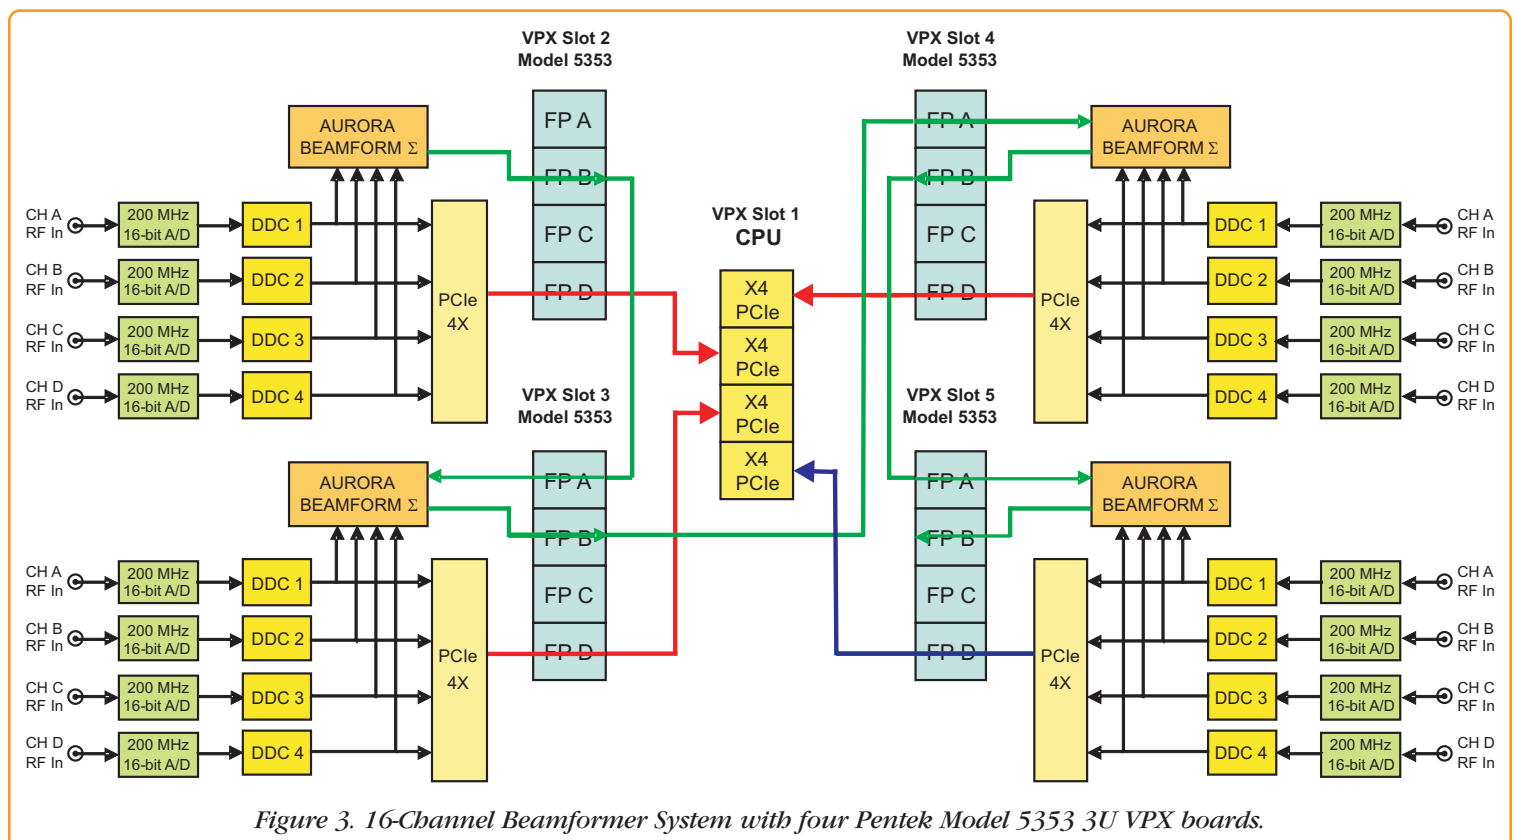 VPX Slot 2
Model 5353
FP A
FP B
FP C
FP D
AURORA
BEAMFORM Σ
CH A
RF In
200 MHz
16-bit A/D
DDC 1
CH B
RF In
200 MHz
16-bit A/D
DDC 2
CH C
RF In
200 MHz
16-bit A/D
DDC 3
CH D
RF In
200 MHz
16-bit A/D
DDC 4
PCIe
4X
VPX Slot 1
CPU
X4
PCIe
X4
PCIe
X4
PCIe
X4
PCIe
VPX Slot 4
Model 5353
FP A
FP B
FP C
FP D
AURORA
BEAMFORM Σ
PCIe
4X
DDC 1
200 MHz
16-bit A/D
CH A
RF In
DDC 2
200 MHz
16-bit A/D
CH B
RF In
DDC 3
200 MHz
16-bit A/D
CH C
RF In
DDC 4
200 MHz
16-bit A/D
CH D
RF In
VPX Slot 3
Model 5353
FP A
FP B
FP C
FP D
AURORA
BEAMFORM Σ
CH A
RF In
200 MHz
16-bit A/D
DDC 1
CH B
RF In
200 MHz
16-bit A/D
DDC 2
CH C
RF In
200 MHz
16-bit A/D
DDC 3
CH D
RF In
200 MHz
16-bit A/D
DDC 4
PCIe
4X
VPX Slot 5
Model 5353
FP A
FP B
FP C
FP D
AURORA
BEAMFORM Σ
PCIe
4X
DDC 1
200 MHz
16-bit A/D
CH A
RF In
DDC 2
200 MHz
16-bit A/D
CH B
RF In
DDC 3
200 MHz
16-bit A/D
CH C
RF In
DDC 4
200 MHz
16-bit A/D
CH D
RF In
Figure 3. 16-Channel Beamformer System with four Pentek Model 5353 3U VPX boards.